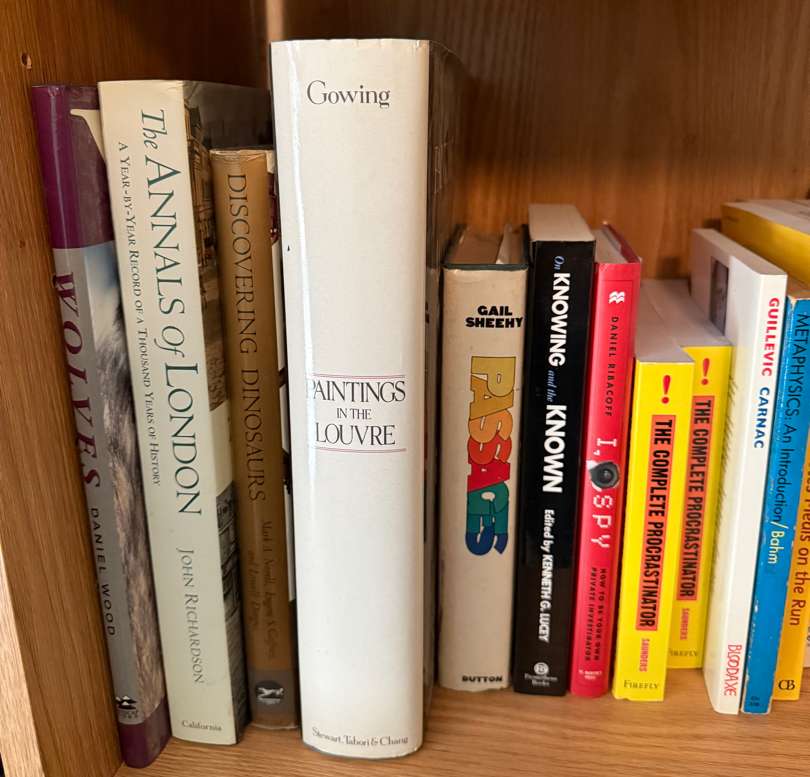 WOLVES
DANIEL WOOD
The ANNALS of LONDON
A YEAR-BY-YEAR RECORD OF A THOUSAND YEARS OF HISTORY
JOHN RICHARDSON
California
DISCOVERING DINOSAURS
Gowing
PAINTINGS
IN THE
LOUVRE
Stewart, Tabori & Chang
GAIL
SHEEHY
PASSAGES
DUTTON
On KNOWING and the KNOWN
Edited by KENNETH G. LUCEY
Prometheus
Books
DANIEL RIBACOFF
I, SPY
HOW TO BE YOUR OWN
PRIVATE INVESTIGATOR
! THE COMPLETE PROCRASTINATOR
SAUNDERS
FIREFLY
! THE COMPLETE PROCRASTINATOR
SAUNDERS
FIREFLY
GUILLEVIC CARNAC
BLOODAXE
METAPHYSICS: An Introduction/Bahm
on the Run
CB